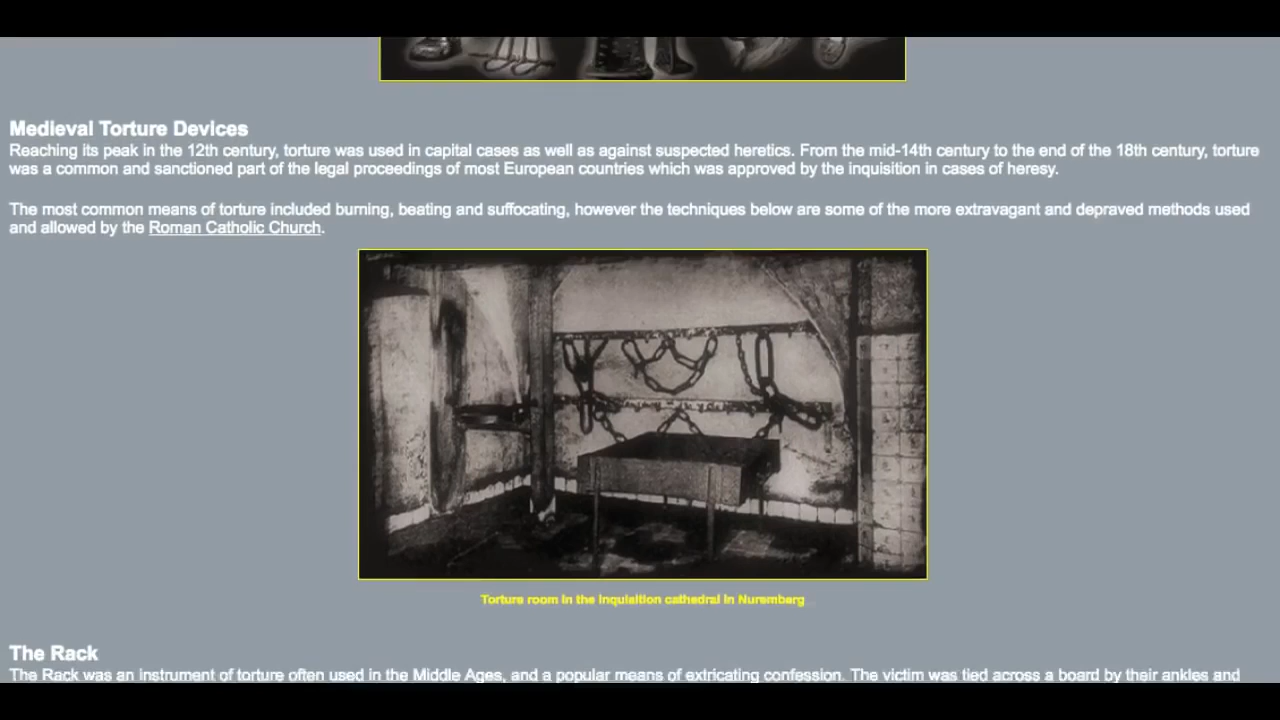 Medieval Torture Devices
Reaching its peak in the 12th century, torture was used in capital cases as well as against suspected heretics. From the mid-14th century to the end of the 18th century, torture
was a common and sanctioned part of the legal proceedings of most European countries which was approved by the inquisition in cases of heresy.
The most common means of torture included burning, beating and suffocating, however the techniques below are some of the more extravagant and depraved methods used
and allowed by the Roman Catholic Church.
Torture room in the inquisition cathedral in Nuremberg
The Rack
The Rack was an instrument of torture often used in the Middle Ages, and a popular means of extricating confession. The victim was tied across a board by their ankles and